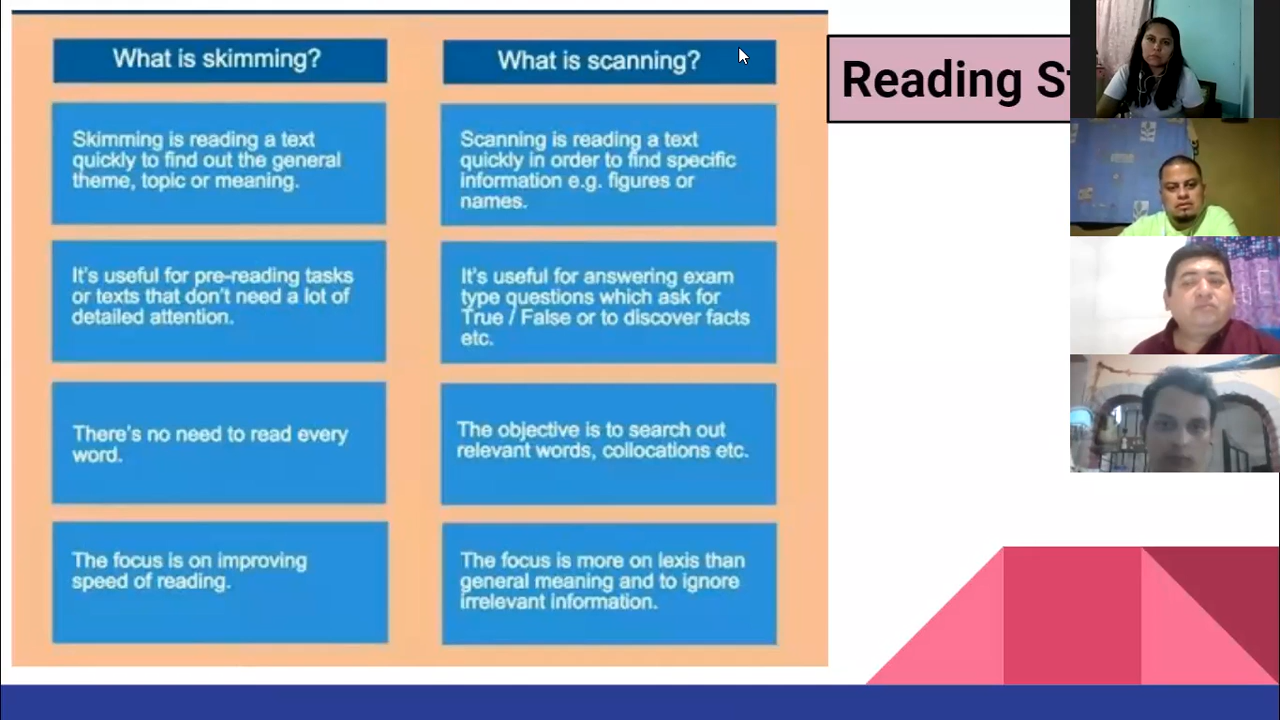 What is skimming?
Skimming is reading a text
quickly to find out the general
theme, topic or meaning.
It's useful for pre-reading tasks
or texts that don't need a lot of
detailed attention.
There's no need to read every
word.
The focus is on improving
speed of reading.
What is scanning?
Scanning is reading a text
quickly in order to find specific
information e.g. figures or
names.
It's useful for answering exam
type questions which ask for
True / False or to discover facts
etc.
The objective is to search out
relevant words, collocations etc.
The focus is more on lexis than
general meaning and to ignore
irrelevant information.
Reading